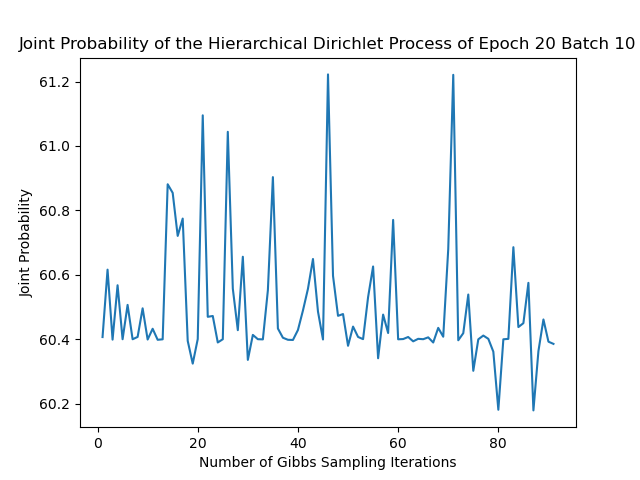 Joint Probability of the Hierarchical Dirichlet Process of Epoch 20 Batch 10
61.2
61.0
60.8
60.6
60.4
60.2
Joint Probability
0 20 40 60 80
Number of Gibbs Sampling Iterations